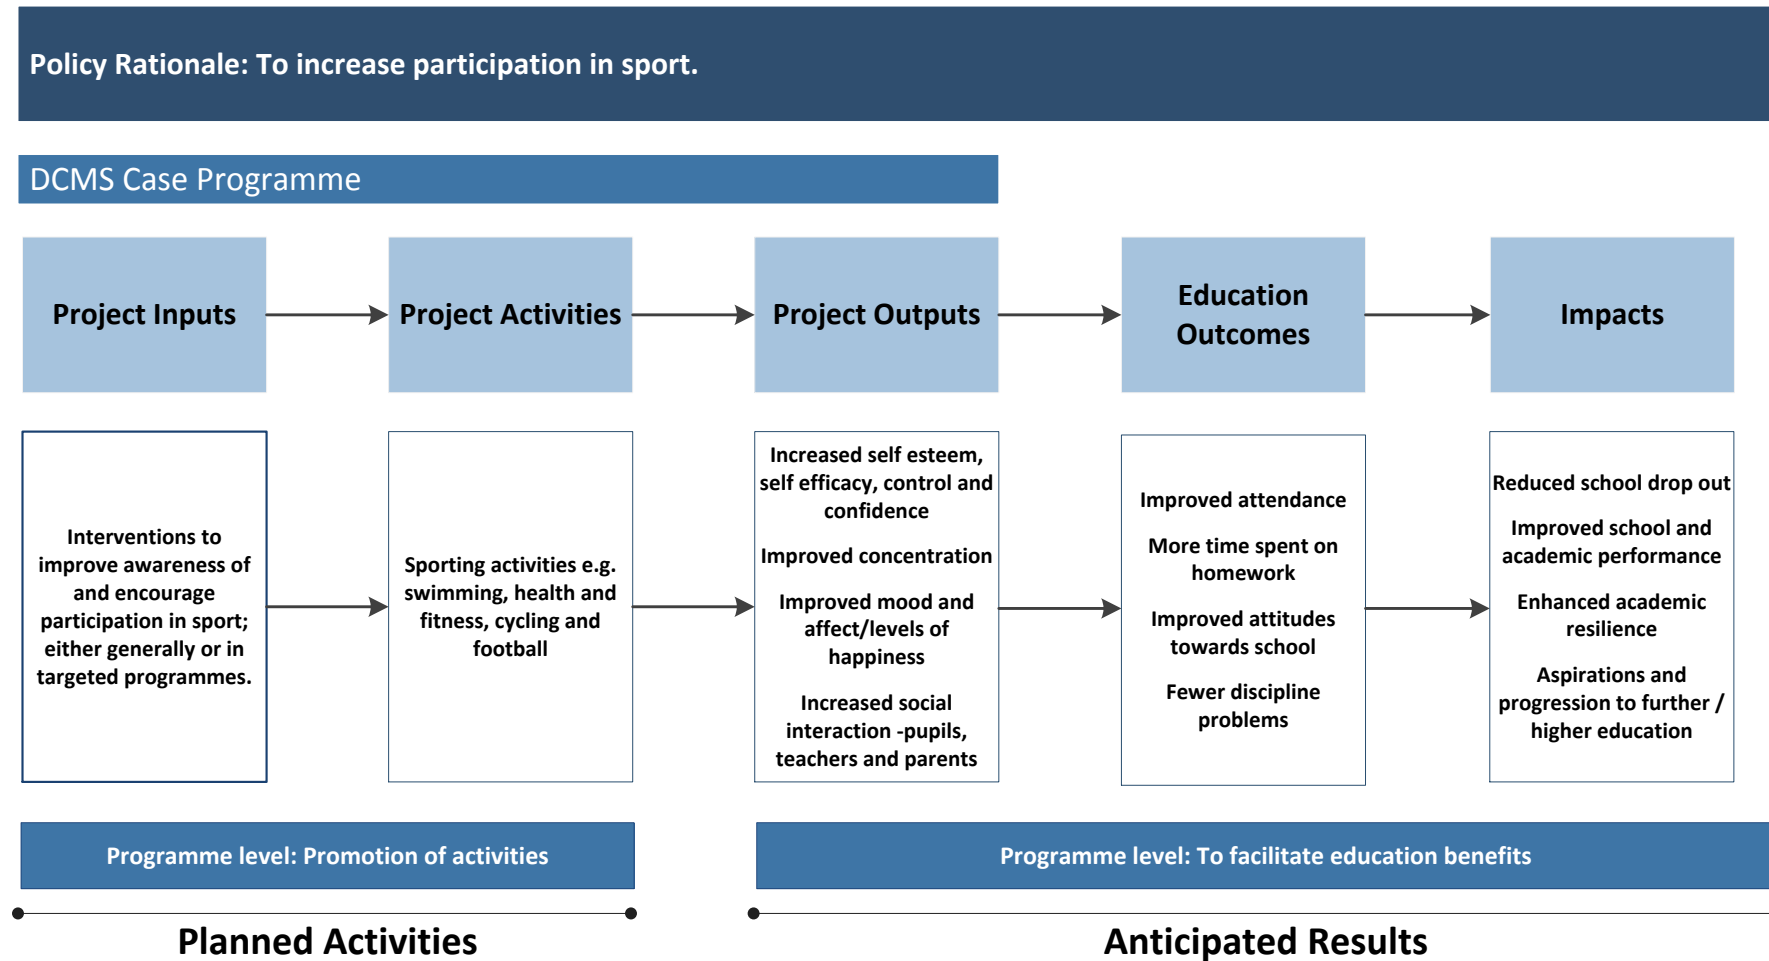 Policy Rationale: To increase participation in sport.
DCMS Case Programme
Project Inputs
Project Activities
Project Outputs
Education
Outcomes
Impacts
Interventions to
improve awareness of
and encourage
participation in sport;
either generally or in
targeted programmes.
Sporting activities e.g.
swimming, health and
fitness, cycling and
football
Increased self esteem,
self efficacy, control and
confidence
Improved concentration
Improved mood and
affect/levels of
happiness
Increased social
interaction -pupils,
teachers and parents
Improved attendance
More time spent on
homework
Improved attitudes
towards school
Fewer discipline
problems
Reduced school drop out
Improved school and
academic performance
Enhanced academic
resilience
Aspirations and
progression to further /
higher education
Programme level: Promotion of activities
Programme level: To facilitate education benefits
Planned Activities
Anticipated Results